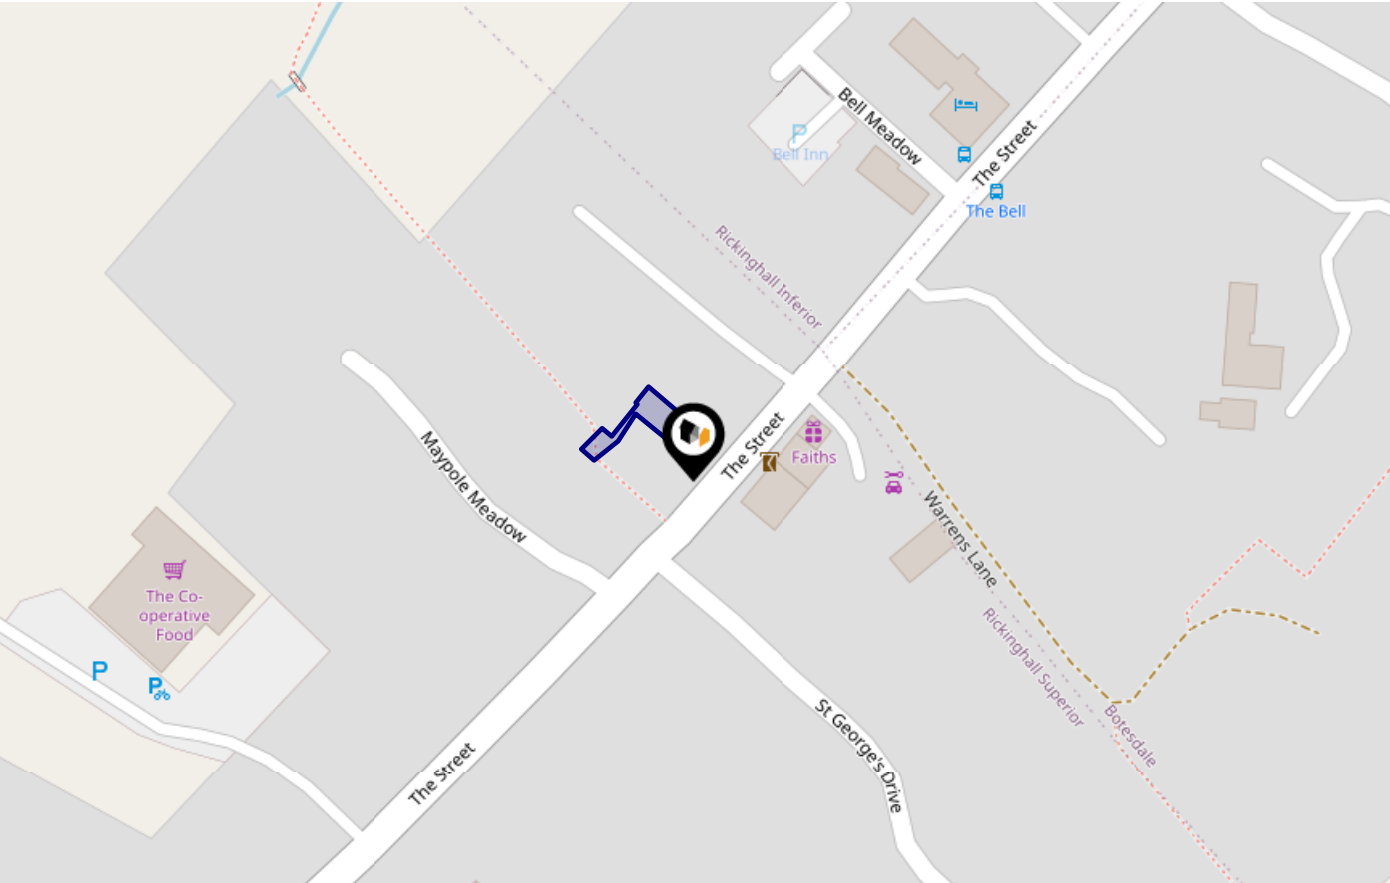 Bell Meadow
P
Bell Inn
The Street
The Bell
Rickinghall Inferior
Maypole Meadow
The Street
Faiths
Warrens Lane
The Co-
operative
Food
P
P
Rickinghall Superior
Botesdale
St George's Drive
The Street